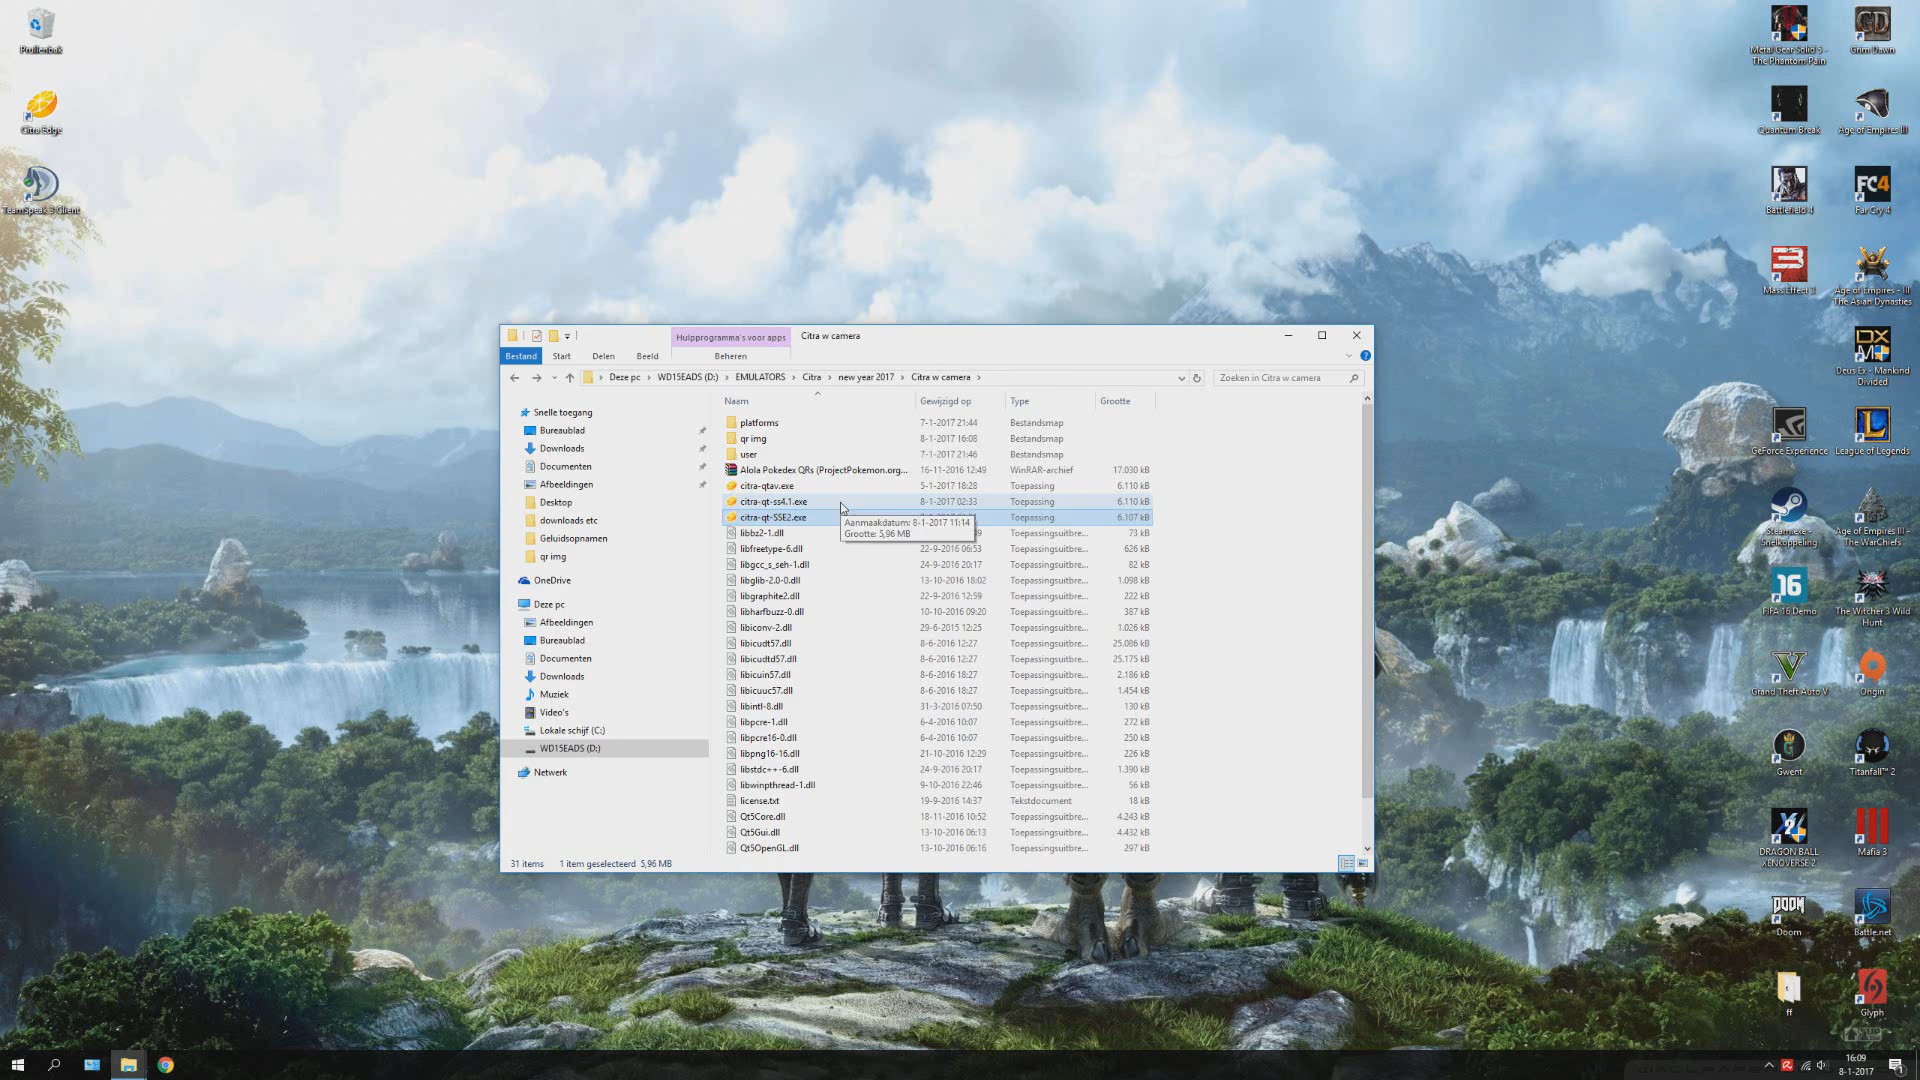 Prullenbak
Citra Edge
TeamSpeak 3 Client
Metal Gear Solid 5 - The Phantom Pain
Grim Dawn
Quantum Break
Age of Empires III
Battlefield 4
Far Cry 4
Mass Effect 3
Age of Empires - III The Asian Dynasties
Deus Ex - Mankind Divided
GeForce Experience
League of Legends
Steam.exe - Snelkoppeling
Age of Empires III - The WarChiefs
FIFA 16 Demo
The Witcher 3 Wild Hunt
Grand Theft Auto V
Origin
Gwent
Titanfall™ 2
DRAGON BALL XENOVERSE 2
Mafia 3
Doom
Battle.net
ff
Glyph
Hulpprogramma's voor apps
Citra w camera
Bestand Start Delen Beeld Beheren
Deze pc › WD15EADS (D:) › EMULATORS › Citra › new year 2017 › Citra w camera ›
Zoeken in Citra w camera
Snelle toegang
Bureaublad
Downloads
Documenten
Afbeeldingen
Desktop
downloads etc
Geluidsopnamen
qr img
OneDrive
Deze pc
Afbeeldingen
Bureaublad
Documenten
Downloads
Muziek
Video's
Lokale schijf (C:)
WD15EADS (D:)
Netwerk
Naam Gewijzigd op Type Grootte
platforms 7-1-2017 21:44 Bestandsmap
qr img 8-1-2017 16:08 Bestandsmap
user 7-1-2017 21:46 Bestandsmap
Alola Pokedex QRs (ProjectPokemon.org... 16-11-2016 12:49 WinRAR-archief 17.030 kB
citra-qtav.exe 5-1-2017 18:28 Toepassing 6.110 kB
citra-qt-ss4.1.exe 8-1-2017 02:33 Toepassing 6.110 kB
citra-qt-SSE2.exe Toepassing 6.107 kB
Aanmaakdatum: 8-1-2017 11:14
Grootte: 5,96 MB
libbz2-1.dll Toepassingsuitbre... 73 kB
libfreetype-6.dll 22-9-2016 06:53 Toepassingsuitbre... 626 kB
libgcc_s_seh-1.dll 24-9-2016 20:17 Toepassingsuitbre... 82 kB
libglib-2.0-0.dll 13-10-2016 18:02 Toepassingsuitbre... 1.098 kB
libgraphite2.dll 22-9-2016 12:59 Toepassingsuitbre... 222 kB
libharfbuzz-0.dll 10-10-2016 09:20 Toepassingsuitbre... 387 kB
libiconv-2.dll 29-6-2015 12:25 Toepassingsuitbre... 1.026 kB
libicudt57.dll 8-6-2016 12:27 Toepassingsuitbre... 25.086 kB
libicudtd57.dll 8-6-2016 12:27 Toepassingsuitbre... 25.175 kB
libicuin57.dll 8-6-2016 18:27 Toepassingsuitbre... 2.186 kB
libicuuc57.dll 8-6-2016 18:27 Toepassingsuitbre... 1.454 kB
libintl-8.dll 31-3-2016 07:50 Toepassingsuitbre... 130 kB
libpcre-1.dll 6-4-2016 10:07 Toepassingsuitbre... 272 kB
libpcre16-0.dll 6-4-2016 10:07 Toepassingsuitbre... 250 kB
libpng16-16.dll 21-10-2016 12:29 Toepassingsuitbre... 226 kB
libstdc++-6.dll 24-9-2016 20:17 Toepassingsuitbre... 1.390 kB
libwinpthread-1.dll 9-10-2016 22:46 Toepassingsuitbre... 56 kB
license.txt 19-9-2016 14:37 Tekstdocument 18 kB
Qt5Core.dll 18-11-2016 10:52 Toepassingsuitbre... 4.243 kB
Qt5Gui.dll 13-10-2016 06:13 Toepassingsuitbre... 4.432 kB
Qt5OpenGL.dll 13-10-2016 06:16 Toepassingsuitbre... 297 kB
31 items 1 item geselecteerd 5,96 MB
16:09
8-1-2017